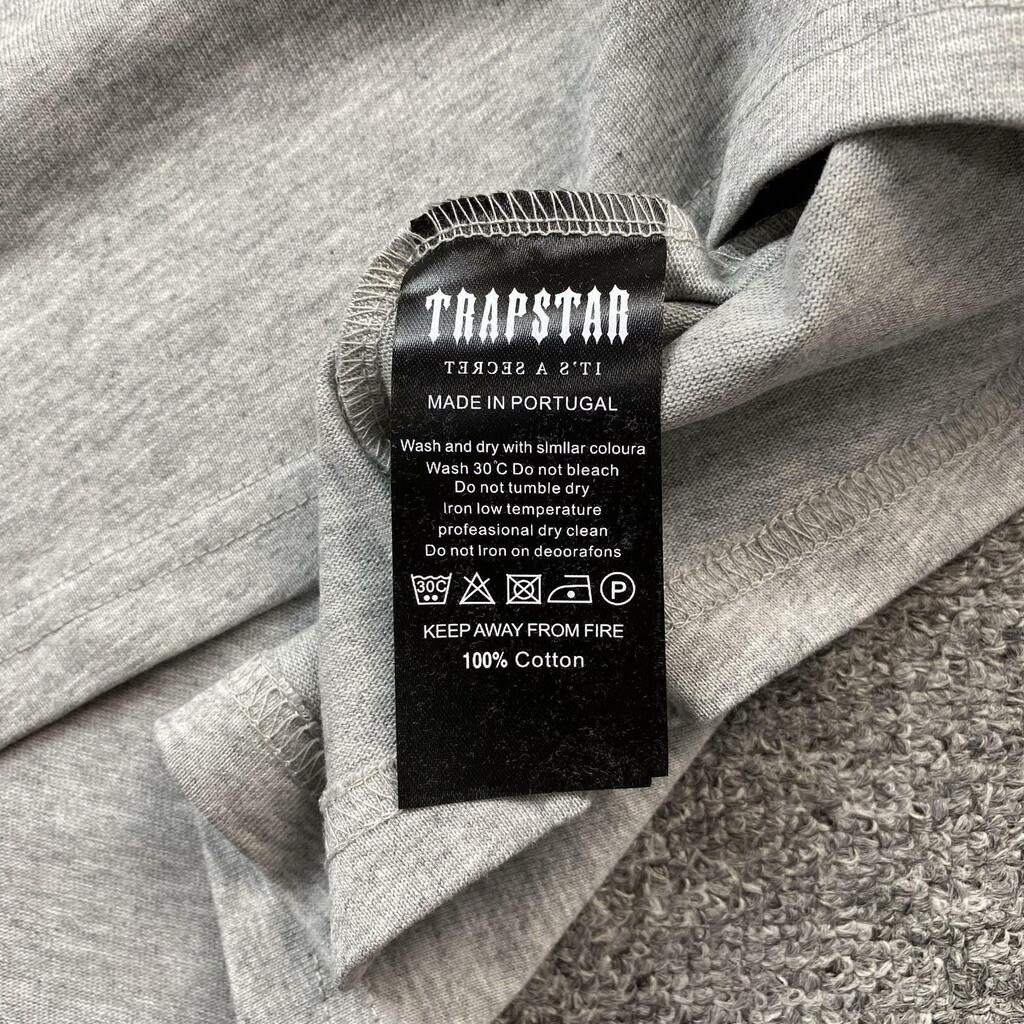 TRAPSTAR
IT'S A SECRET
MADE IN PORTUGAL
Wash and dry with simllar coloura
Wash 30°C Do not bleach
Do not tumble dry
Iron low temperature
profeasional dry clean
Do not Iron on deoorafons
30C
P
KEEP AWAY FROM FIRE
100% Cotton